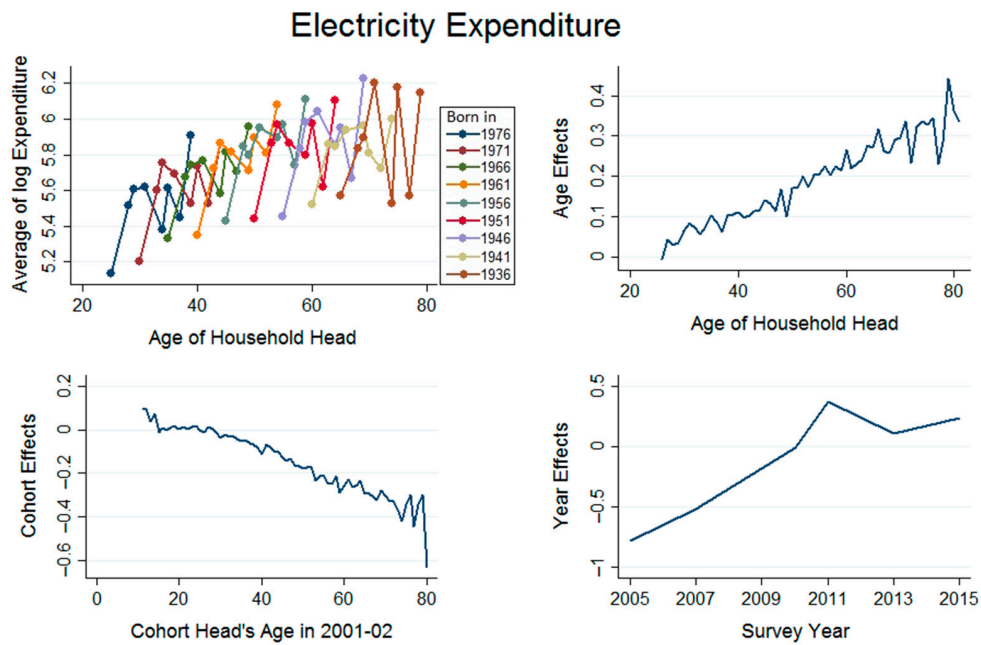 Electricity Expenditure
Average of log Expenditure
5.2 5.4 5.6 5.8 6 6.2
20 40 60 80
Age of Household Head
Born in
1976
1971
1966
1961
1956
1951
1946
1941
1936
Age Effects
0 0.1 0.2 0.3 0.4
20 40 60 80
Age of Household Head
Cohort Effects
−0.6 −0.4 −0.2 0 0.2
0 20 40 60 80
Cohort Head's Age in 2001-02
Year Effects
−1 −0.5 0 0.5
2005 2007 2009 2011 2013 2015
Survey Year